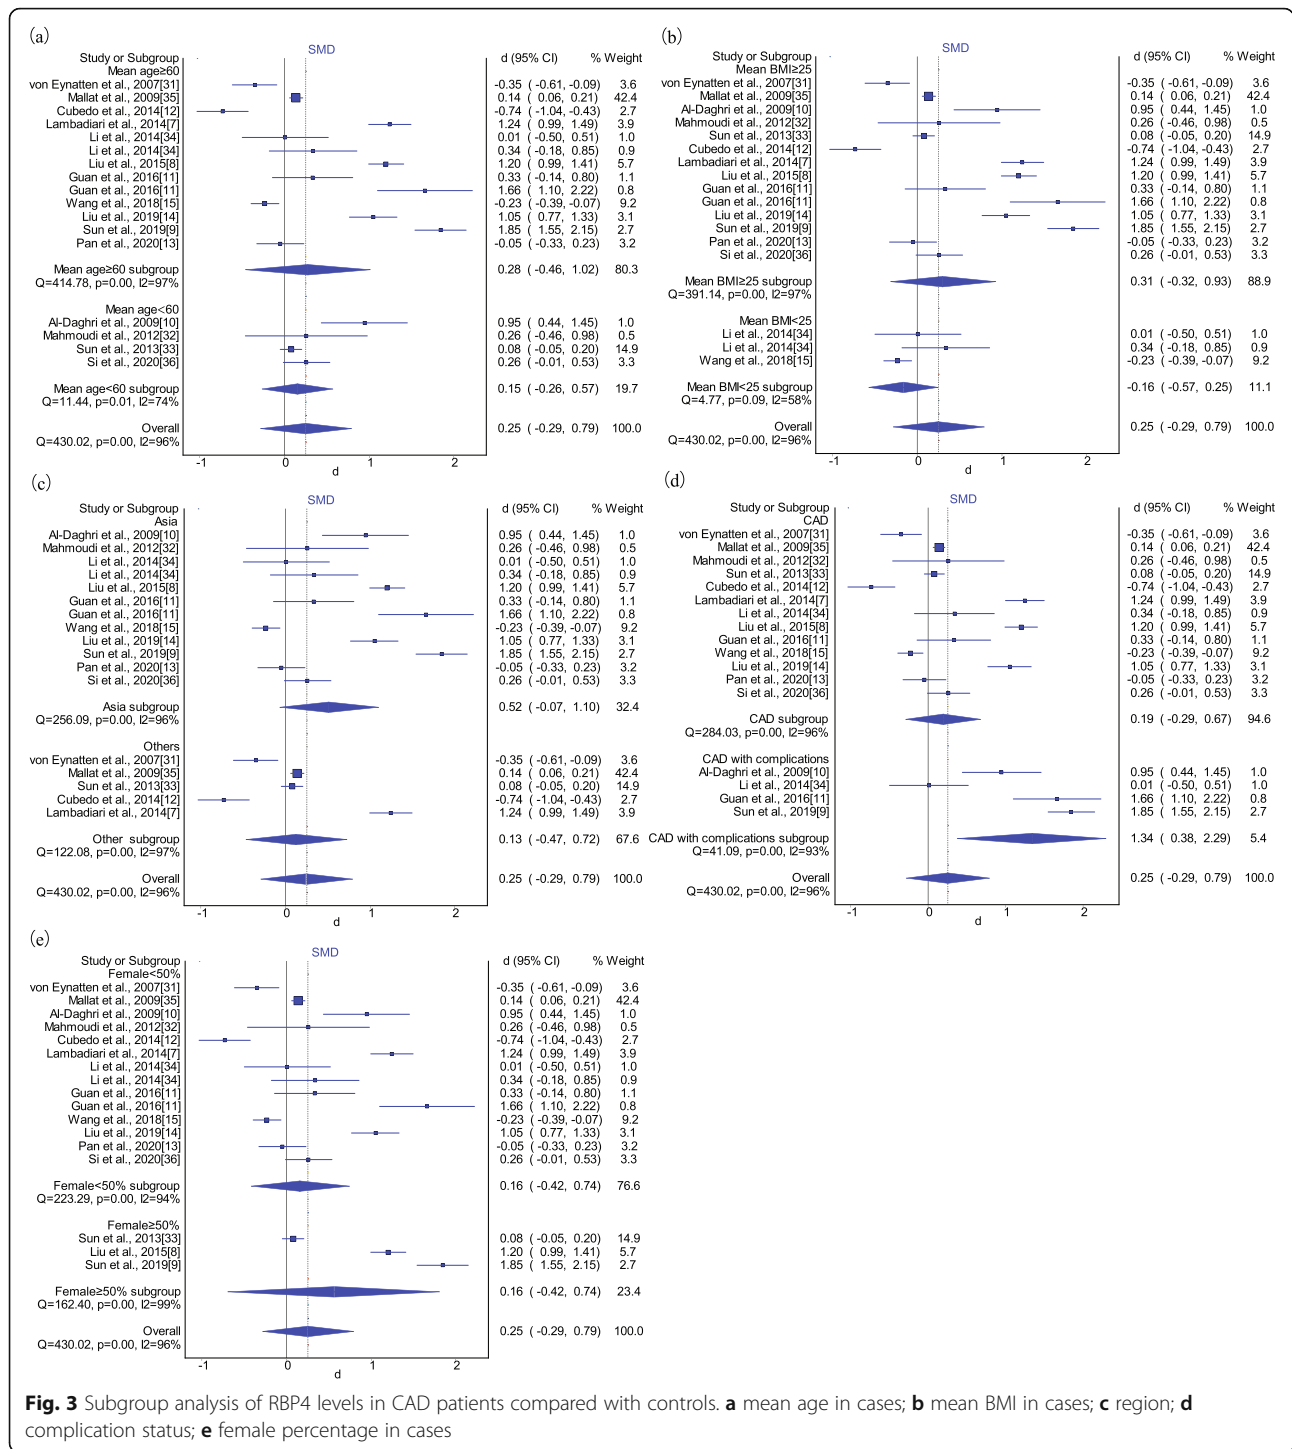 (a)
SMD
Study or Subgroup d (95% CI) % Weight
Mean age≥60
von Eynatten et al., 2007[31] -0.35 (-0.61, -0.09) 3.6
Mallat et al., 2009[35] 0.14 ( 0.06, 0.21) 42.4
Cubedo et al., 2014[12] -0.74 ( -1.04, -0.43) 2.7
Lambadiari et al., 2014[7] 1.24 ( 0.99, 1.49) 3.9
Li et al., 2014[34] 0.01 ( -0.50, 0.51) 1.0
Li et al., 2014[34] 0.34 ( -0.18, 0.85) 0.9
Liu et al., 2015[8] 1.20 ( 0.99, 1.41) 5.7
Guan et al., 2016[11] 0.33 ( -0.14, 0.80) 1.1
Guan et al., 2016[11] 1.66 ( 1.10, 2.22) 0.8
Wang et al., 2018[15] -0.23 ( -0.39, -0.07) 9.2
Liu et al., 2019[14] 1.05 ( 0.77, 1.33) 3.1
Sun et al., 2019[9] 1.85 ( 1.55, 2.15) 2.7
Pan et al., 2020[13] -0.05 ( -0.33, 0.23) 3.2
Mean age≥60 subgroup 0.28 ( -0.46, 1.02) 80.3
Q=414.78, p=0.00, I2=97%
Mean age<60
Al-Daghri et al., 2009[10] 0.95 ( 0.44, 1.45) 1.0
Mahmoudi et al., 2012[32] 0.26 ( -0.46, 0.98) 0.5
Sun et al., 2013[33] 0.08 ( -0.05, 0.20) 14.9
Si et al., 2020[36] 0.26 ( -0.01, 0.53) 3.3
Mean age<60 subgroup 0.15 ( -0.26, 0.57) 19.7
Q=11.44, p=0.01, I2=74%
Overall 0.25 ( -0.29, 0.79) 100.0
Q=430.02, p=0.00, I2=96%
-1 0 1 2
d
(b)
SMD
Study or Subgroup d (95% CI) % Weight
Mean BMI≥25
von Eynatten et al., 2007[31] -0.35 ( -0.61, -0.09) 3.6
Mallat et al., 2009[35] 0.14 ( 0.06, 0.21) 42.4
Al-Daghri et al., 2009[10] 0.95 ( 0.44, 1.45) 1.0
Mahmoudi et al., 2012[32] 0.26 ( -0.46, 0.98) 0.5
Sun et al., 2013[33] 0.08 ( -0.05, 0.20) 14.9
Cubedo et al., 2014[12] -0.74 ( -1.04, -0.43) 2.7
Lambadiari et al., 2014[7] 1.24 ( 0.99, 1.49) 3.9
Liu et al., 2015[8] 1.20 ( 0.99, 1.41) 5.7
Guan et al., 2016[11] 0.33 ( -0.14, 0.80) 1.1
Guan et al., 2016[11] 1.66 ( 1.10, 2.22) 0.8
Liu et al., 2019[14] 1.05 ( 0.77, 1.33) 3.1
Sun et al., 2019[9] 1.85 ( 1.55, 2.15) 2.7
Pan et al., 2020[13] -0.05 ( -0.33, 0.23) 3.2
Si et al., 2020[36] 0.26 ( -0.01, 0.53) 3.3
Mean BMI≥25 subgroup 0.31 ( -0.32, 0.93) 88.9
Q=391.14, p=0.00, I2=97%
Mean BMI<25
Li et al., 2014[34] 0.01 ( -0.50, 0.51) 1.0
Li et al., 2014[34] 0.34 ( -0.18, 0.85) 0.9
Wang et al., 2018[15] -0.23 ( -0.39, -0.07) 9.2
Mean BMI<25 subgroup -0.16 ( -0.57, 0.25) 11.1
Q=4.77, p=0.09, I2=58%
Overall 0.25 ( -0.29, 0.79) 100.0
Q=430.02, p=0.00, I2=96%
-1 0 1 2
d
(c)
SMD
Study or Subgroup d (95% CI) % Weight
Asia
Al-Daghri et al., 2009[10] 0.95 ( 0.44, 1.45) 1.0
Mahmoudi et al., 2012[32] 0.26 ( -0.46, 0.98) 0.5
Li et al., 2014[34] 0.01 ( -0.50, 0.51) 1.0
Li et al., 2014[34] 0.34 ( -0.18, 0.85) 0.9
Liu et al., 2015[8] 1.20 ( 0.99, 1.41) 5.7
Guan et al., 2016[11] 0.33 ( -0.14, 0.80) 1.1
Guan et al., 2016[11] 1.66 ( 1.10, 2.22) 0.8
Wang et al., 2018[15] -0.23 ( -0.39, -0.07) 9.2
Liu et al., 2019[14] 1.05 ( 0.77, 1.33) 3.1
Sun et al., 2019[9] 1.85 ( 1.55, 2.15) 2.7
Pan et al., 2020[13] -0.05 ( -0.33, 0.23) 3.2
Si et al., 2020[36] 0.26 ( -0.01, 0.53) 3.3
Asia subgroup 0.52 ( -0.07, 1.10) 32.4
Q=256.09, p=0.00, I2=96%
Others
von Eynatten et al., 2007[31] -0.35 ( -0.61, -0.09) 3.6
Mallat et al., 2009[35] 0.14 ( 0.06, 0.21) 42.4
Sun et al., 2013[33] 0.08 ( -0.05, 0.20) 14.9
Cubedo et al., 2014[12] -0.74 ( -1.04, -0.43) 2.7
Lambadiari et al., 2014[7] 1.24 ( 0.99, 1.49) 3.9
Other subgroup 0.13 ( -0.47, 0.72) 67.6
Q=122.08, p=0.00, I2=97%
Overall 0.25 ( -0.29, 0.79) 100.0
Q=430.02, p=0.00, I2=96%
-1 0 1 2
d
(d)
SMD
Study or Subgroup d (95% CI) % Weight
CAD
von Eynatten et al., 2007[31] -0.35 ( -0.61, -0.09) 3.6
Mallat et al., 2009[35] 0.14 ( 0.06, 0.21) 42.4
Mahmoudi et al., 2012[32] 0.26 ( -0.46, 0.98) 0.5
Sun et al., 2013[33] 0.08 ( -0.05, 0.20) 14.9
Cubedo et al., 2014[12] -0.74 ( -1.04, -0.43) 2.7
Lambadiari et al., 2014[7] 1.24 ( 0.99, 1.49) 3.9
Li et al., 2014[34] 0.34 ( -0.18, 0.85) 0.9
Liu et al., 2015[8] 1.20 ( 0.99, 1.41) 5.7
Guan et al., 2016[11] 0.33 ( -0.14, 0.80) 1.1
Wang et al., 2018[15] -0.23 ( -0.39, -0.07) 9.2
Liu et al., 2019[14] 1.05 ( 0.77, 1.33) 3.1
Pan et al., 2020[13] -0.05 ( -0.33, 0.23) 3.2
Si et al., 2020[36] 0.26 ( -0.01, 0.53) 3.3
CAD subgroup 0.19 ( -0.29, 0.67) 94.6
Q=284.03, p=0.00, I2=96%
CAD with complications
Al-Daghri et al., 2009[10] 0.95 ( 0.44, 1.45) 1.0
Li et al., 2014[34] 0.01 ( -0.50, 0.51) 1.0
Guan et al., 2016[11] 1.66 ( 1.10, 2.22) 0.8
Sun et al., 2019[9] 1.85 ( 1.55, 2.15) 2.7
CAD with complications subgroup 1.34 ( 0.38, 2.29) 5.4
Q=41.09, p=0.00, I2=93%
Overall 0.25 ( -0.29, 0.79) 100.0
Q=430.02, p=0.00, I2=96%
-1 0 1 2
d
(e)
SMD
Study or Subgroup d (95% CI) % Weight
Female<50%
von Eynatten et al., 2007[31] -0.35 ( -0.61, -0.09) 3.6
Mallat et al., 2009[35] 0.14 ( 0.06, 0.21) 42.4
Al-Daghri et al., 2009[10] 0.95 ( 0.44, 1.45) 1.0
Mahmoudi et al., 2012[32] 0.26 ( -0.46, 0.98) 0.5
Cubedo et al., 2014[12] -0.74 ( -1.04, -0.43) 2.7
Lambadiari et al., 2014[7] 1.24 ( 0.99, 1.49) 3.9
Li et al., 2014[34] 0.01 ( -0.50, 0.51) 1.0
Li et al., 2014[34] 0.34 ( -0.18, 0.85) 0.9
Guan et al., 2016[11] 0.33 ( -0.14, 0.80) 1.1
Guan et al., 2016[11] 1.66 ( 1.10, 2.22) 0.8
Wang et al., 2018[15] -0.23 ( -0.39, -0.07) 9.2
Liu et al., 2019[14] 1.05 ( 0.77, 1.33) 3.1
Pan et al., 2020[13] -0.05 ( -0.33, 0.23) 3.2
Si et al., 2020[36] 0.26 ( -0.01, 0.53) 3.3
Female<50% subgroup 0.16 ( -0.42, 0.74) 76.6
Q=223.29, p=0.00, I2=94%
Female≥50%
Sun et al., 2013[33] 0.08 ( -0.05, 0.20) 14.9
Liu et al., 2015[8] 1.20 ( 0.99, 1.41) 5.7
Sun et al., 2019[9] 1.85 ( 1.55, 2.15) 2.7
Female≥50% subgroup 0.16 ( -0.42, 0.74) 23.4
Q=162.40, p=0.00, I2=99%
Overall 0.25 ( -0.29, 0.79) 100.0
Q=430.02, p=0.00, I2=96%
-1 0 1 2
d
Fig. 3 Subgroup analysis of RBP4 levels in CAD patients compared with controls. a mean age in cases; b mean BMI in cases; c region; d
complication status; e female percentage in cases